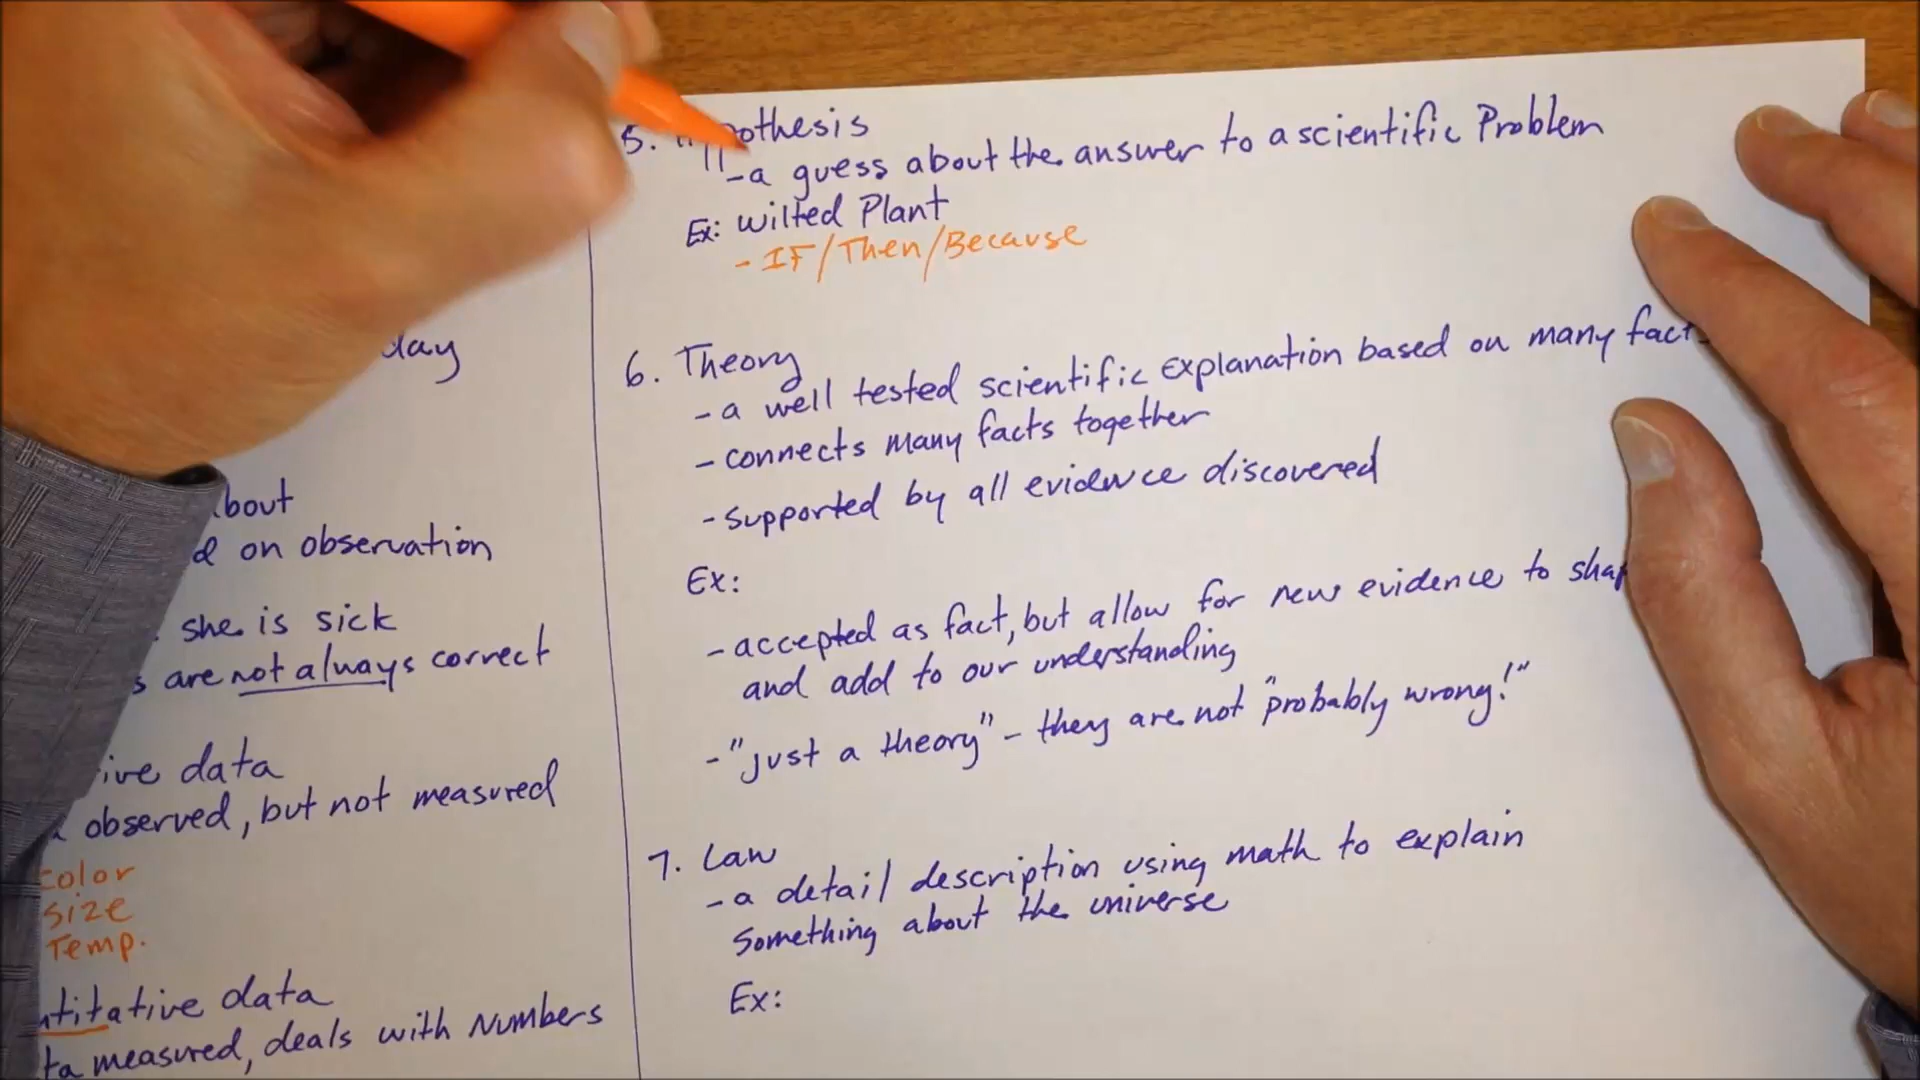 day
about
on observation
she is sick
s are not always correct
ive data
observed, but not measured
Color
Size
Temp.
ntitative data
ta measured, deals with Numbers
5. Hypothesis
-a guess about the answer to a scientific Problem
Ex: Wilted Plant
-IF/Then/Because
6. Theory
-a well tested scientific explanation based on many fact
-connects many facts together
-supported by all evidence discovered
Ex:
-accepted as fact, but allow for new evidence to shap
and add to our understanding
-"just a theory" - they are not "probably wrong!"
7. Law
-a detail description using math to explain
something about the universe
Ex: